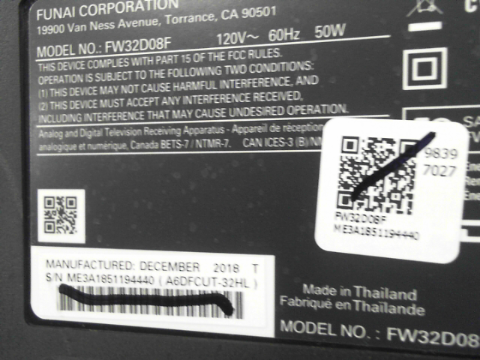 FUNAI CORPORATION
19900 Van Ness Avenue, Torrance, CA 90501
MODEL NO.: FW32D08F 120V~ 60Hz 50W
THIS DEVICE COMPLIES WITH PART 15 OF THE FCC RULES.
OPERATION IS SUBJECT TO THE FOLLOWING TWO CONDITIONS:
(1) THIS DEVICE MAY NOT CAUSE HARMFUL INTERFERENCE, AND
(2) THIS DEVICE MUST ACCEPT ANY INTERFERENCE RECEIVED,
INCLUDING INTERFERENCE THAT MAY CAUSE UNDESIRED OPERATION.
Analog and Digital Television Receiving Apparatus - Appareil de réception
analogique et numérique, Canada BETS-7 / NTMR-7. CAN ICES-3 (B)/NM
9839
7027
FW32D08F
ME3A1851194440
MANUFACTURED: DECEMBER 2018 T
S/N ME3A1851194440 ( A6DFCUT-32HL )
Made in Thailand
Fabriqué en Thaïlande
MODEL NO. : FW32D08